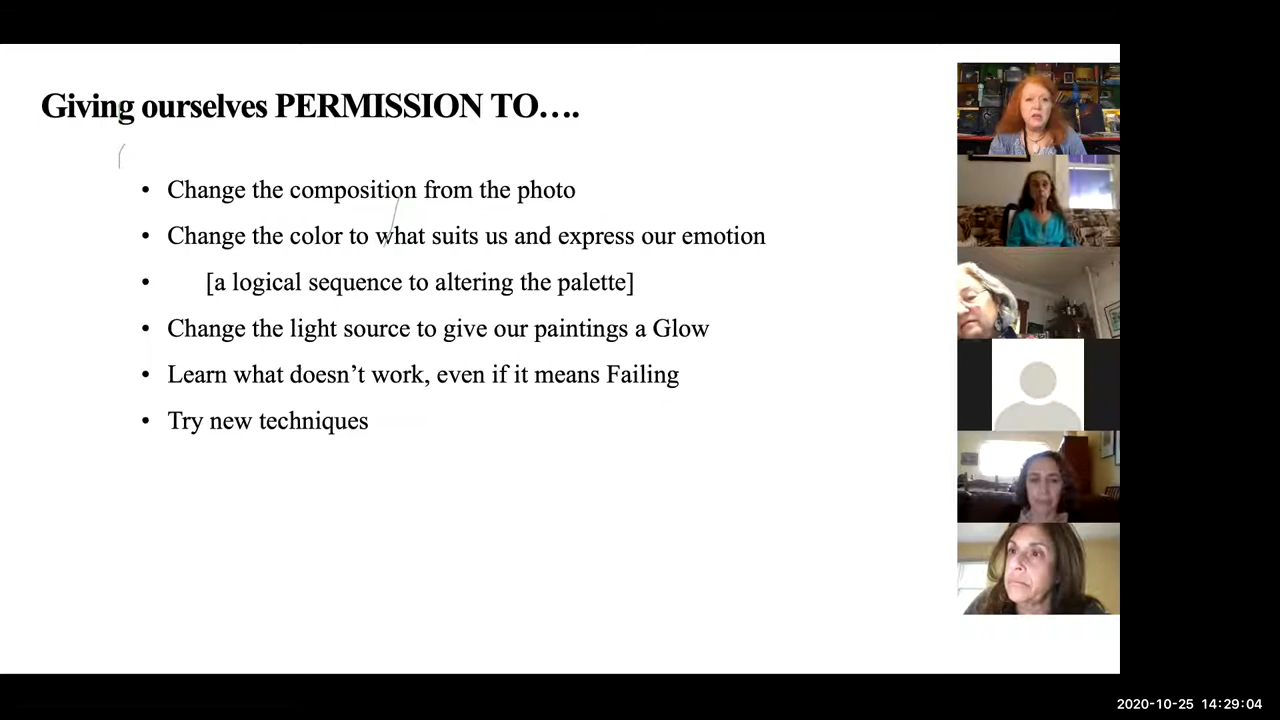 Giving ourselves PERMISSION TO….
• Change the composition from the photo
• Change the color to what suits us and express our emotion
• [a logical sequence to altering the palette]
• Change the light source to give our paintings a Glow
• Learn what doesn’t work, even if it means Failing
• Try new techniques
2020-10-25 14:29:04